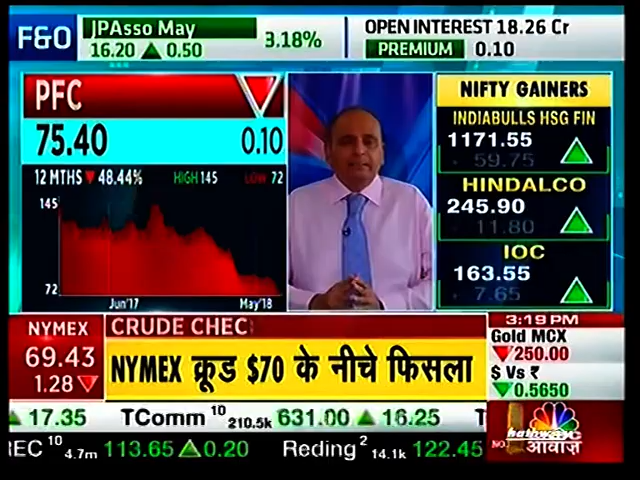 F&O
JPAsso May
16.20 ▲ 0.50
3.18%
OPEN INTEREST 18.26 Cr
PREMIUM 0.10
PFC
75.40 0.10
12 MTHS ▼ 48.44% HIGH 145 LOW 72
145
72
Jun'17 May'18
NIFTY GAINERS
INDIABULLS HSG FIN
1171.55
59.75
HINDALCO
245.90
11.80
IOC
163.55
7.65
NYMEX
69.43
1.28 ▼
CRUDE CHEC
NYMEX क्रूड $70 के नीचे फिसला
3:19 PM
Gold MCX
▼250.00
$ Vs ₹
▼0.5650
▲ 17.35 TComm 10 210.5k 631.00 ▲ 16.25
REC 10 4.7m 113.65 ▲ 0.20 Reding 2 14.1k 122.45
hathway
आवाज़